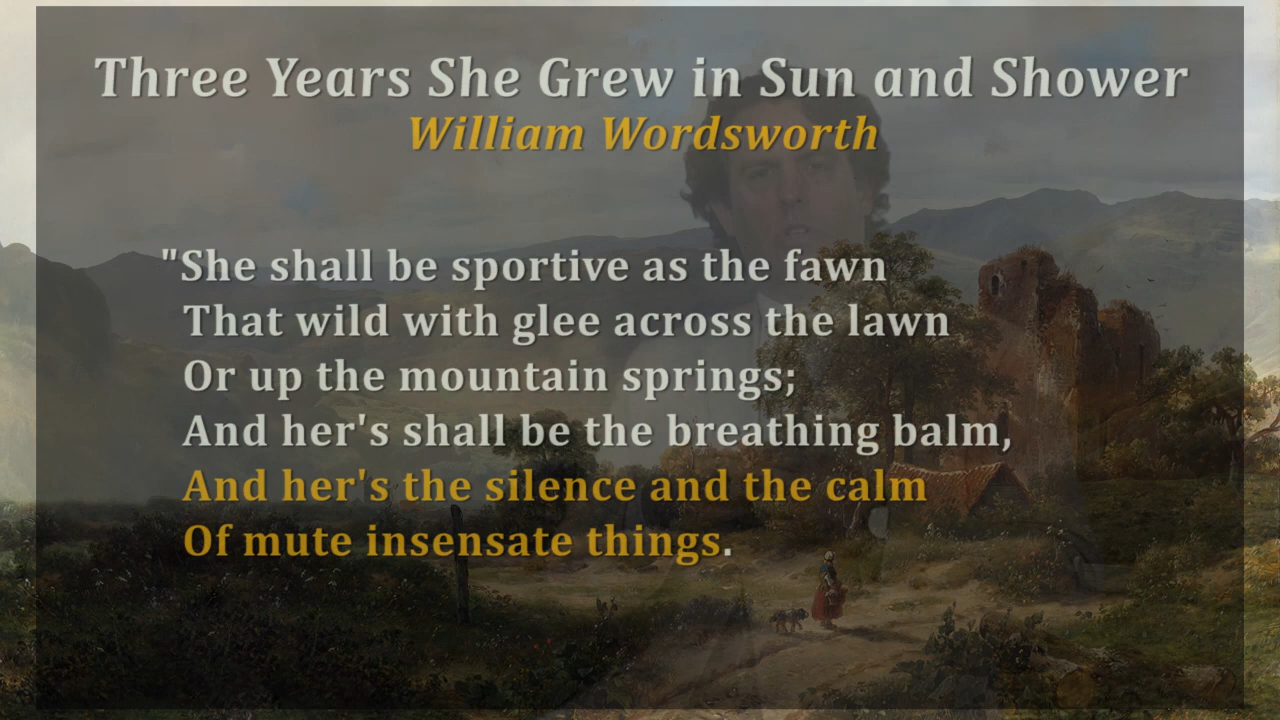 Three Years She Grew in Sun and Shower
William Wordsworth
"She shall be sportive as the fawn
That wild with glee across the lawn
Or up the mountain springs;
And her's shall be the breathing balm,
And her's the silence and the calm
Of mute insensate things.